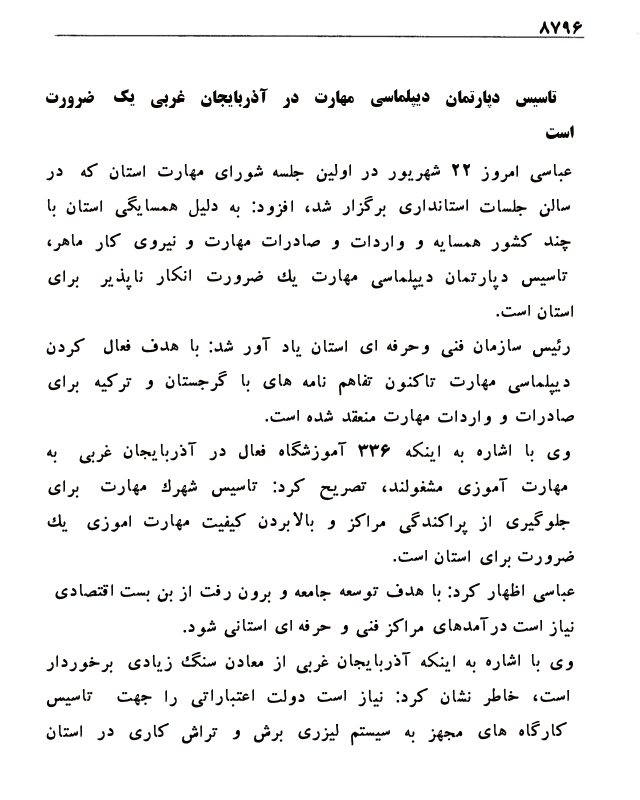 ۸۷۹۶
تاسیس دپارتمان دیپلماسی مهارت در آذربایجان غربی یک ضرورت
است
عباسی امروز ۲۲ شهریور در اولین جلسه شورای مهارت استان که در
سالن جلسات استانداری برگزار شد، افزود: به دلیل همسایگی استان با
چند کشور همسایه و واردات و صادرات مهارت و نیروی کار ماهر،
تاسیس دپارتمان دیپلماسی مهارت یك ضرورت انکار ناپذیر برای
استان است.
رئیس سازمان فنی وحرفه ای استان یاد آور شد: با هدف فعال کردن
دیپلماسی مهارت تاکنون تفاهم نامه های با گرجستان و ترکیه برای
صادرات و واردات مهارت منعقد شده است.
وی با اشاره به اینکه ۳۳۶ آموزشگاه فعال در آذربایجان غربی به
مهارت آموزی مشغولند، تصریح کرد: تاسیس شهرك مهارت برای
جلوگیری از پراکندگی مراکز و بالابردن کیفیت مهارت اموزی یك
ضرورت برای استان است.
عباسی اظهار کرد: با هدف توسعه جامعه و برون رفت از بن بست اقتصادی
نیاز است درآمدهای مراکز فنی و حرفه ای استانی شود.
وی با اشاره به اینکه آذربایجان غربی از معادن سنگ زیادی برخوردار
است، خاطر نشان کرد: نیاز است دولت اعتباراتی را جهت تاسیس
کارگاه های مجهز به سیستم لیزری برش و تراش کاری در استان